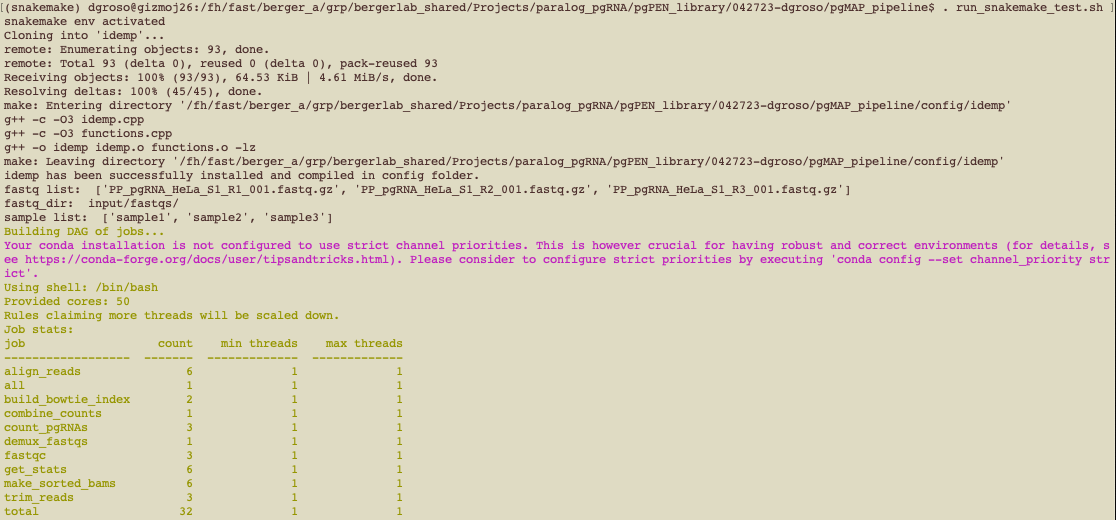 [(snakemake) dgroso@gizmoj26:/fh/fast/berger_a/grp/bergerlab_shared/Projects/paralog_pgRNA/pgPEN_library/042723-dgroso/pgMAP_pipeline$ . run_snakemake_test.sh ]
snakemake env activated
Cloning into 'idemp'...
remote: Enumerating objects: 93, done.
remote: Total 93 (delta 0), reused 0 (delta 0), pack-reused 93
Receiving objects: 100% (93/93), 64.53 KiB | 4.61 MiB/s, done.
Resolving deltas: 100% (45/45), done.
make: Entering directory '/fh/fast/berger_a/grp/bergerlab_shared/Projects/paralog_pgRNA/pgPEN_library/042723-dgroso/pgMAP_pipeline/config/idemp'
g++ -c -O3 idemp.cpp
g++ -c -O3 functions.cpp
g++ -o idemp idemp.o functions.o -lz
make: Leaving directory '/fh/fast/berger_a/grp/bergerlab_shared/Projects/paralog_pgRNA/pgPEN_library/042723-dgroso/pgMAP_pipeline/config/idemp'
idemp has been successfully installed and compiled in config folder.
fastq list:  ['PP_pgRNA_HeLa_S1_R1_001.fastq.gz', 'PP_pgRNA_HeLa_S1_R2_001.fastq.gz', 'PP_pgRNA_HeLa_S1_R3_001.fastq.gz']
fastq_dir:  input/fastqs/
sample list:  ['sample1', 'sample2', 'sample3']
Building DAG of jobs...
Your conda installation is not configured to use strict channel priorities. This is however crucial for having robust and correct environments (for details, s
ee https://conda-forge.org/docs/user/tipsandtricks.html). Please consider to configure strict priorities by executing 'conda config --set channel_priority str
ict'.
Using shell: /bin/bash
Provided cores: 50
Rules claiming more threads will be scaled down.
Job stats:
job                   count    min threads    max threads
------------------  -------  -------------  -------------
align_reads               6              1              1
all                       1              1              1
build_bowtie_index        2              1              1
combine_counts            1              1              1
count_pgRNAs              3              1              1
demux_fastqs              1              1              1
fastqc                    3              1              1
get_stats                 6              1              1
make_sorted_bams          6              1              1
trim_reads                3              1              1
total                    32              1              1